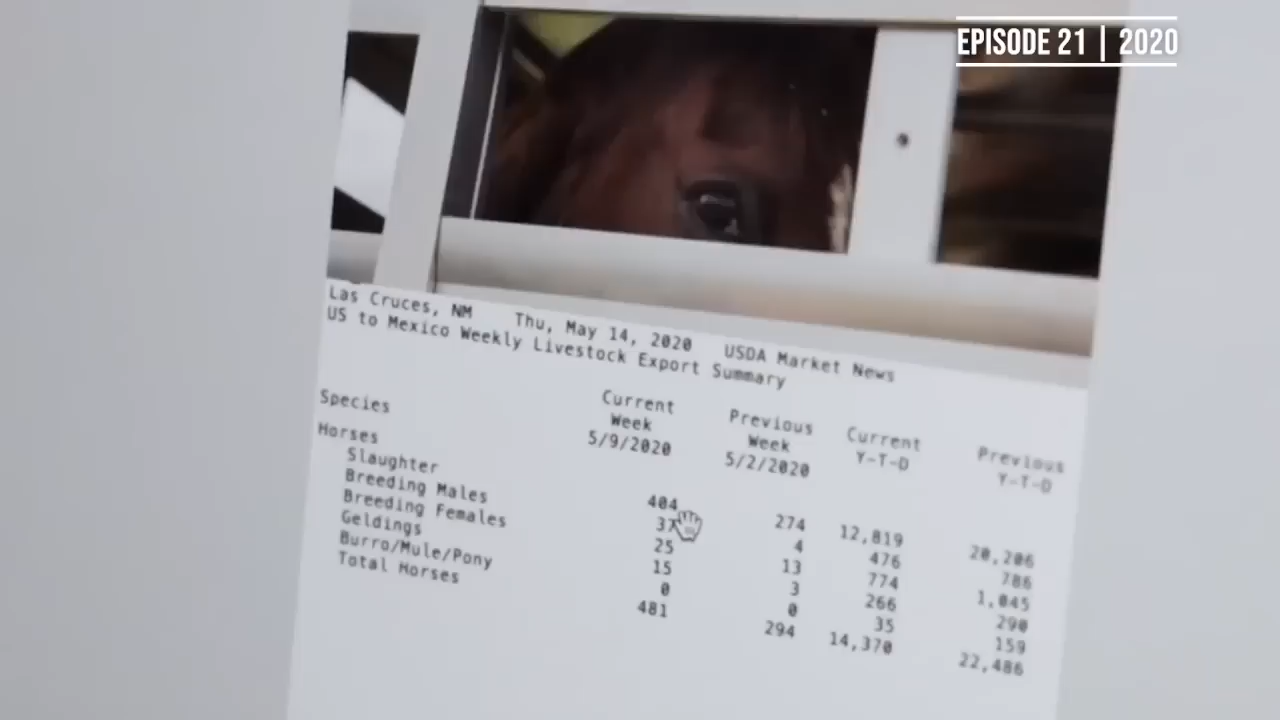 EPISODE 21 | 2020
Las Cruces, NM Thu, May 14, 2020 USDA Market News
US to Mexico Weekly Livestock Export Summary
Species Current Week 5/9/2020 Previous Week 5/2/2020 Current Y-T-D Previous Y-T-D
Horses
Slaughter 404 274 12,819 20,206
Breeding Males 37 4 476 786
Breeding Females 25 13 774 1,045
Geldings 15 3 266 290
Burro/Mule/Pony 0 0 35 159
Total Horses 481 294 14,370 22,486